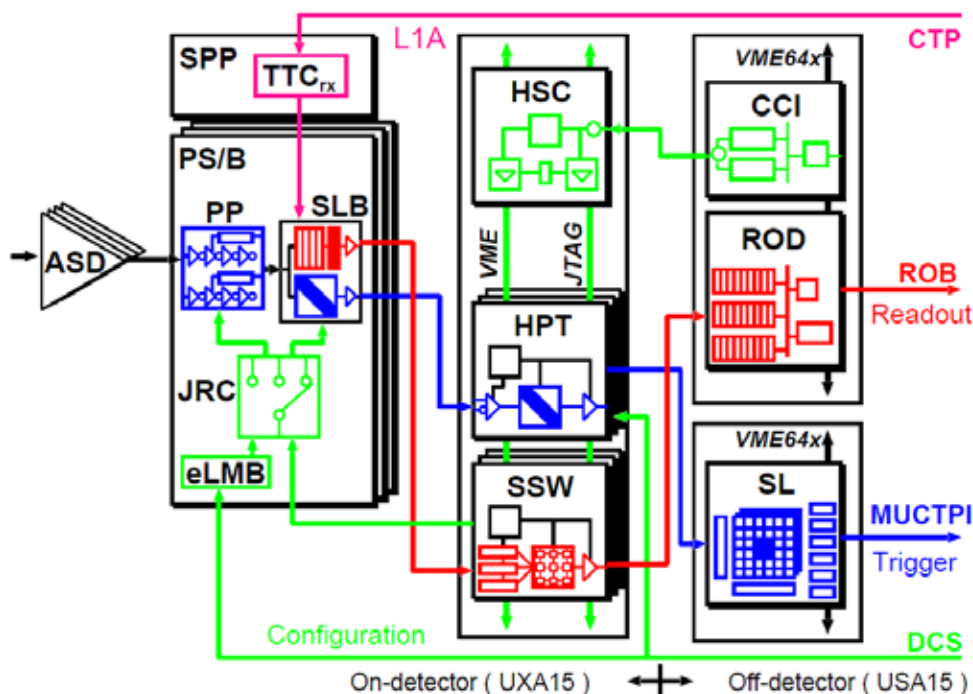 L1A
CTP
SPP
TTCrx
PS/B
PP
SLB
ASD
JRC
eLMB
HSC
VME
JTAG
HPT
SSW
VME64x
CCI
ROD
ROB
Readout
VME64x
SL
MUCTPI
Trigger
Configuration
DCS
On-detector ( UXA15 )
Off-detector ( USA15 )